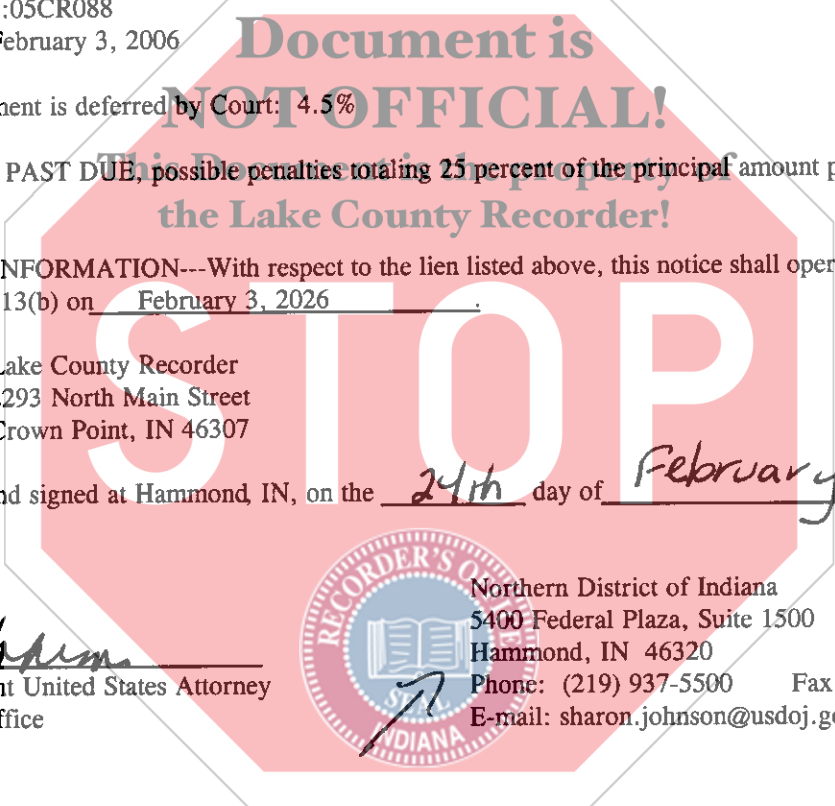 :05CR088
February 3, 2006
Document is
NOT OFFICIAL!
ment is deferred by Court: 4.5%
PAST DUE, possible penalties totaling 25 percent of the principal amount p
This Document is the property of
the Lake County Recorder!
NFORMATION---With respect to the lien listed above, this notice shall oper
13(b) on February 3, 2026.
STOP
Lake County Recorder
293 North Main Street
Crown Point, IN 46307
nd signed at Hammond, IN, on the 24th day of February
RECORDER'S OFFICE
SEAL
INDIANA
Northern District of Indiana
5400 Federal Plaza, Suite 1500
Hammond, IN 46320
Phone: (219) 937-5500 Fax
E-mail: sharon.johnson@usdoj.go
nt United States Attorney
ffice